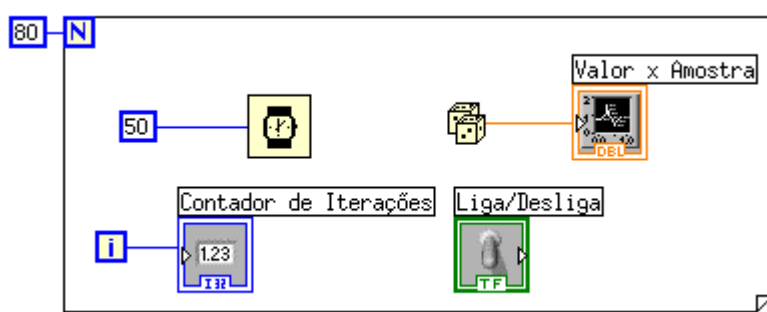 80 N
Valor x Amostra
50
DBL
Contador de Iterações Liga/Desliga
i
1.23
I32
TF